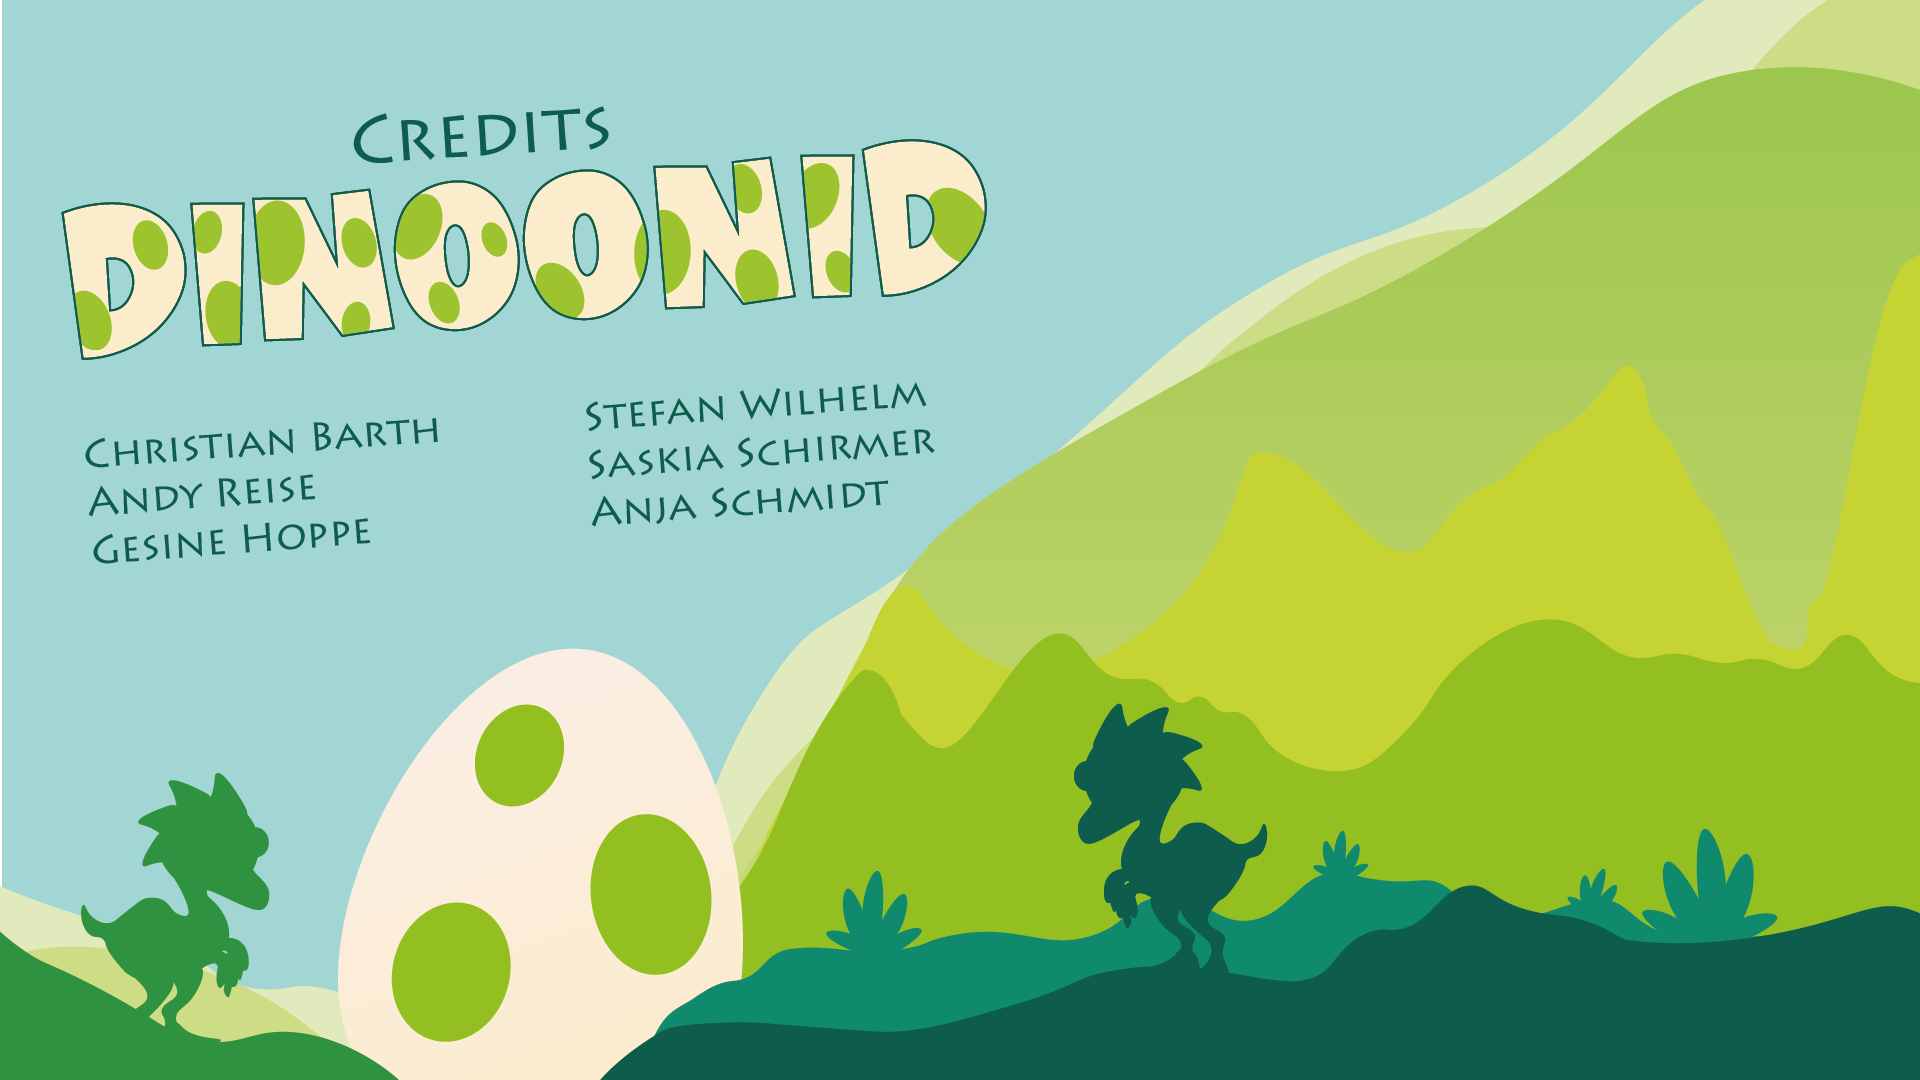 Credits
DINOONID
Christian Barth
Andy Reise
Gesine Hoppe
Stefan Wilhelm
Saskia Schirmer
Anja Schmidt